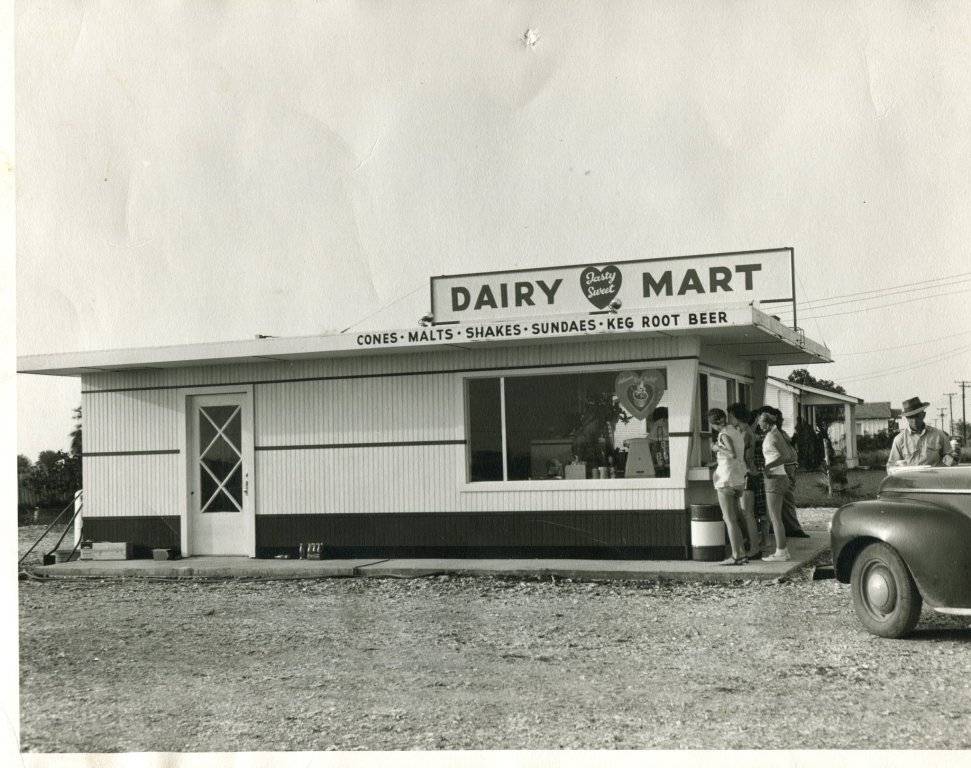 DAIRY Tasty Sweet MART
CONES · MALTS · SHAKES · SUNDAES · KEG ROOT BEER